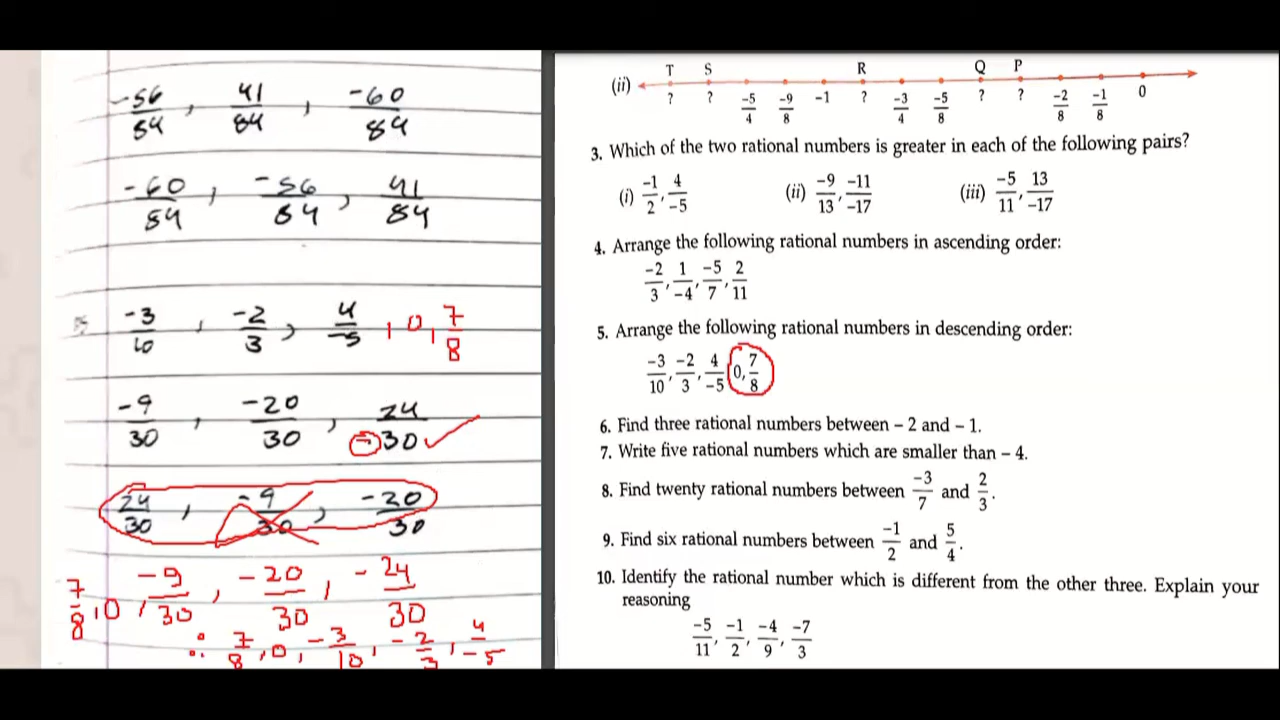 -56/84, 41/84, -60/84
-60/84, -56/84, 41/84
-3/10, -2/3, 4/-5, 0, 7/8
-9/30, -20/30, 24/-30
24/30, -9/30, -20/30
7/8, 0, -9/30, -20/30, -24/30
∴ 7/8, 0, -3/10, -2/3, 4/-5
T S R Q P
(ii) ? ? -5/4 -9/8 -1 ? -3/4 -5/8 ? ? -2/8 -1/8 0
3. Which of the two rational numbers is greater in each of the following pairs?
(i) -1/2, 4/-5 (ii) -9/13, -11/-17 (iii) -5/11, 13/-17
4. Arrange the following rational numbers in ascending order:
-2/3, 1/-4, -5/7, 2/11
5. Arrange the following rational numbers in descending order:
-3/10, -2/3, 4/-5, 0, 7/8
6. Find three rational numbers between – 2 and – 1.
7. Write five rational numbers which are smaller than – 4.
8. Find twenty rational numbers between -3/7 and 2/3.
9. Find six rational numbers between -1/2 and 5/4.
10. Identify the rational number which is different from the other three. Explain your
reasoning
-5/11, -1/2, -4/9, -7/3